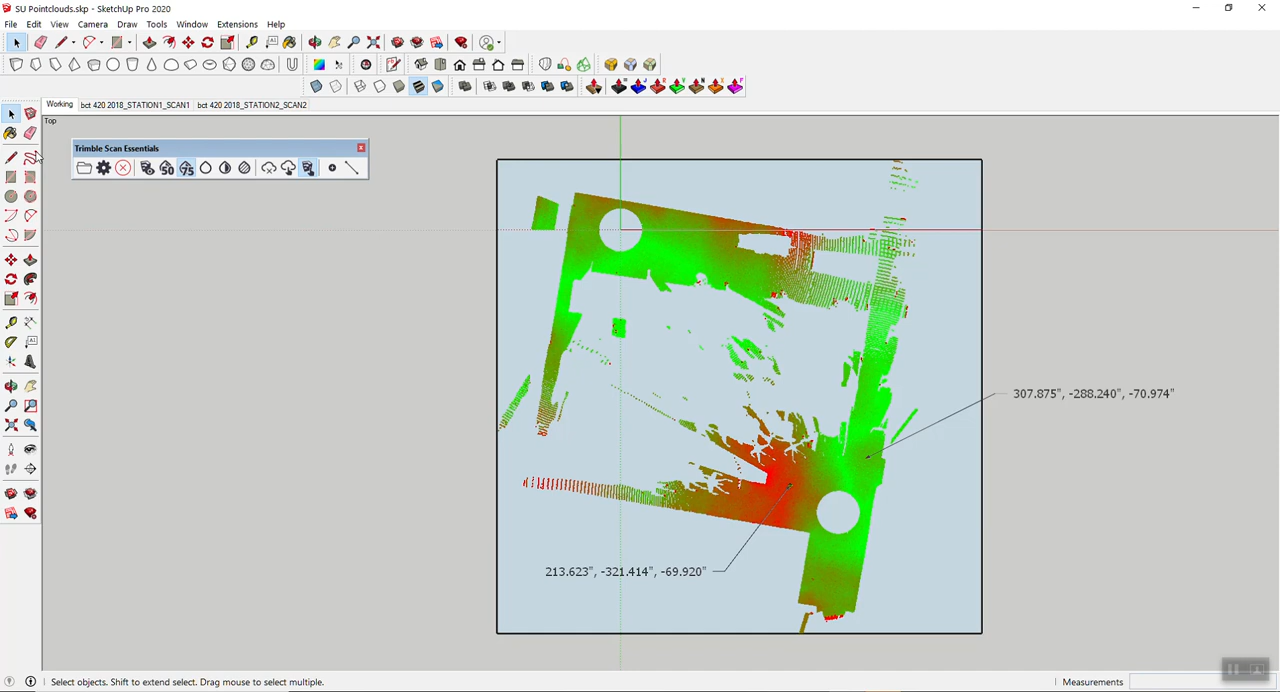 SU Pointclouds.skp - SketchUp Pro 2020
File Edit View Camera Draw Tools Window Extensions Help
Working bct 420 2018_STATION1_SCAN1 bct 420 2018_STATION2_SCAN2
Top
Trimble Scan Essentials
50 75
307.875", -288.240", -70.974"
213.623", -321.414", -69.920"
Select objects. Shift to extend select. Drag mouse to select multiple.
Measurements